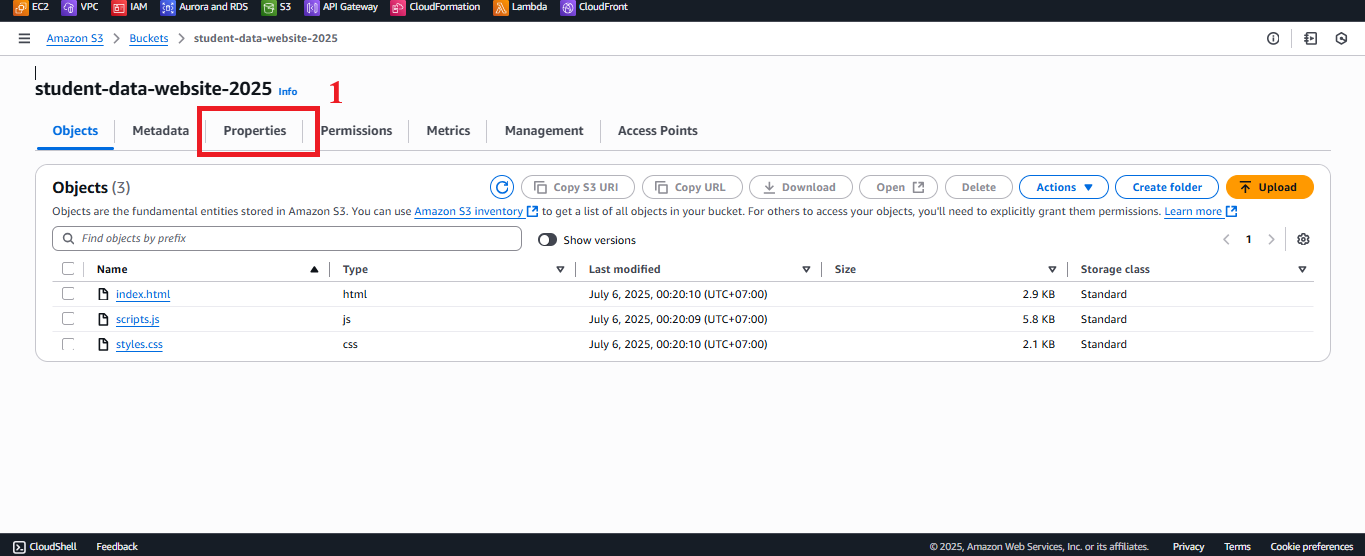 EC2 VPC IAM Aurora and RDS S3 API Gateway CloudFormation Lambda CloudFront
Amazon S3 > Buckets > student-data-website-2025
student-data-website-2025 Info 1
Objects Metadata Properties Permissions Metrics Management Access Points
Objects (3) Copy S3 URI Copy URL Download Open Delete Actions Create folder Upload
Objects are the fundamental entities stored in Amazon S3. You can use Amazon S3 inventory to get a list of all objects in your bucket. For others to access your objects, you'll need to explicitly grant them permissions. Learn more
Find objects by prefix Show versions 1
Name Type Last modified Size Storage class
index.html html July 6, 2025, 00:20:10 (UTC+07:00) 2.9 KB Standard
scripts.js js July 6, 2025, 00:20:09 (UTC+07:00) 5.8 KB Standard
styles.css css July 6, 2025, 00:20:10 (UTC+07:00) 2.1 KB Standard
CloudShell Feedback © 2025, Amazon Web Services, Inc. or its affiliates. Privacy Terms Cookie preferences